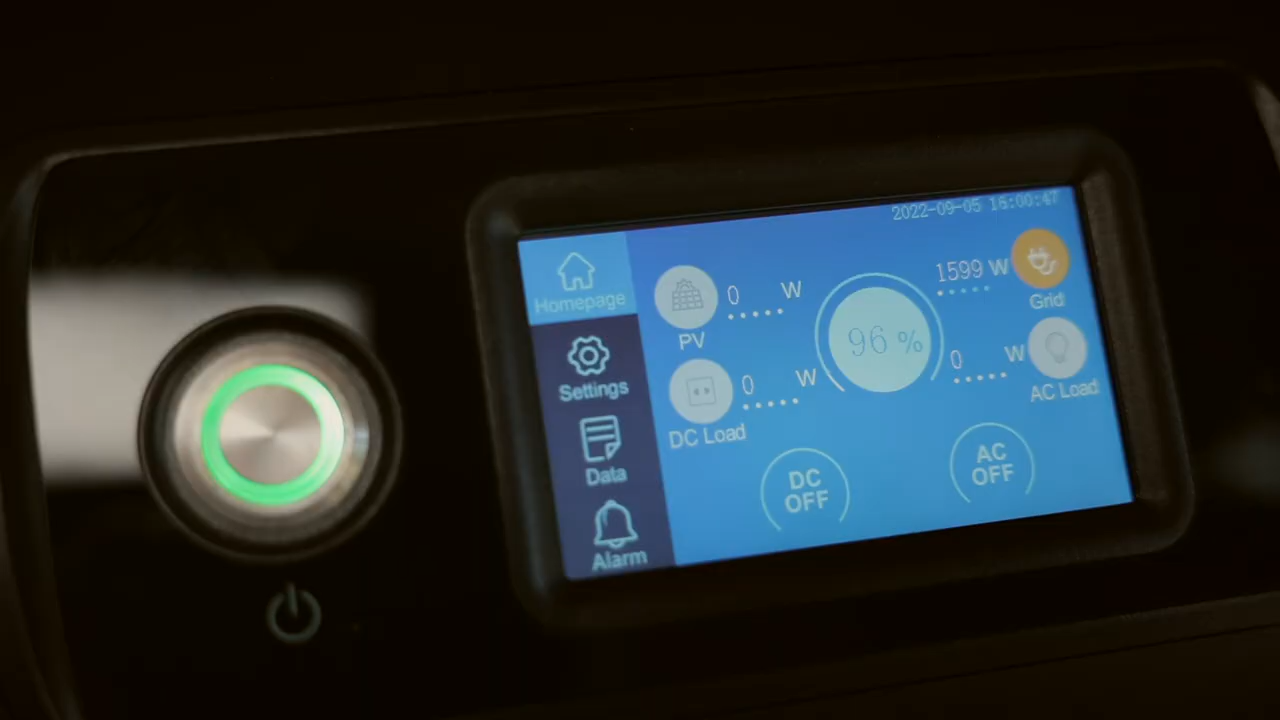 2022-09-05 16:00:47
Homepage
Settings
Data
Alarm
0 W
PV
0 W
DC Load
96 %
1599 W
Grid
0 W
AC Load
DC
OFF
AC
OFF